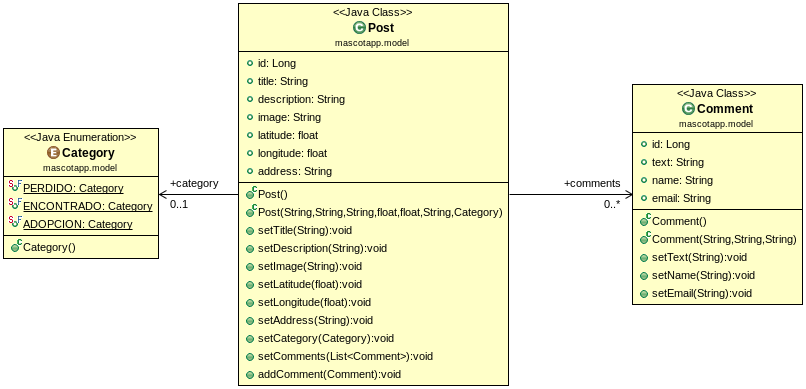 <<Java Class>>
Post
mascotapp.model
id: Long
title: String
description: String
image: String
latitude: float
longitude: float
address: String
Post()
Post(String,String,String,float,float,String,Category)
setTitle(String):void
setDescription(String):void
setImage(String):void
setLatitude(float):void
setLongitude(float):void
setAddress(String):void
setCategory(Category):void
setComments(List<Comment>):void
addComment(Comment):void
<<Java Enumeration>>
Category
mascotapp.model
PERDIDO: Category
ENCONTRADO: Category
ADOPCION: Category
Category()
+category
0..1
+comments
0..*
<<Java Class>>
Comment
mascotapp.model
id: Long
text: String
name: String
email: String
Comment()
Comment(String,String,String)
setText(String):void
setName(String):void
setEmail(String):void